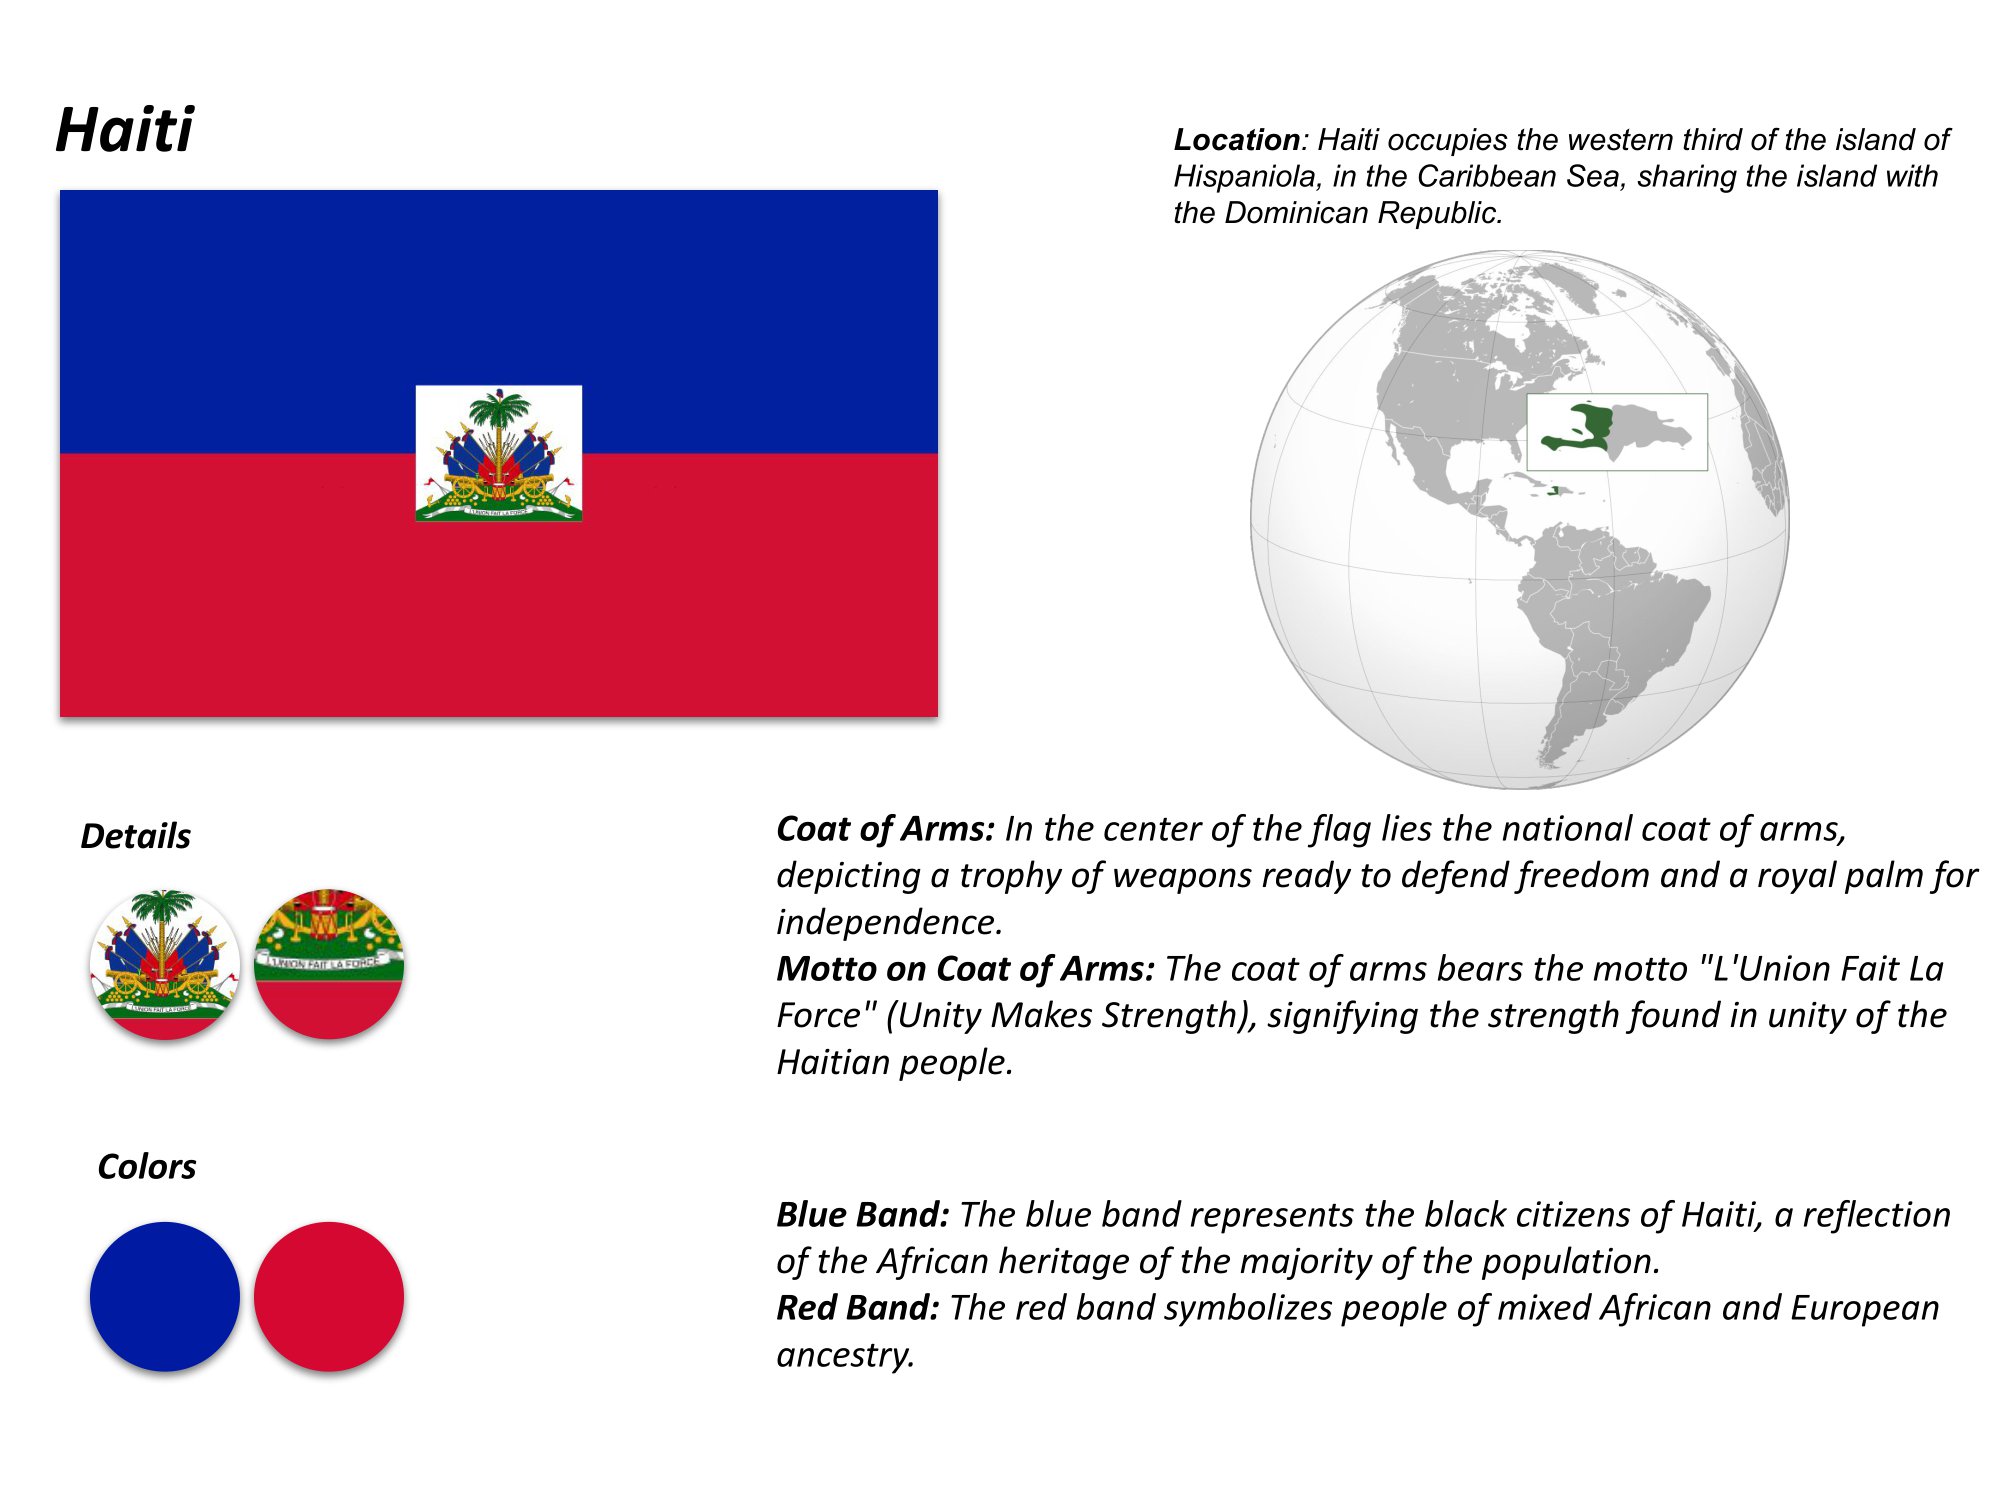 Haiti
Location: Haiti occupies the western third of the island of
Hispaniola, in the Caribbean Sea, sharing the island with
the Dominican Republic.
L'UNION FAIT LA FORCE
Details
L'UNION FAIT LA FORCE
L'UNION FAIT LA FORCE
Coat of Arms: In the center of the flag lies the national coat of arms,
depicting a trophy of weapons ready to defend freedom and a royal palm for
independence.
Motto on Coat of Arms: The coat of arms bears the motto "L'Union Fait La
Force" (Unity Makes Strength), signifying the strength found in unity of the
Haitian people.
Colors
Blue Band: The blue band represents the black citizens of Haiti, a reflection
of the African heritage of the majority of the population.
Red Band: The red band symbolizes people of mixed African and European
ancestry.